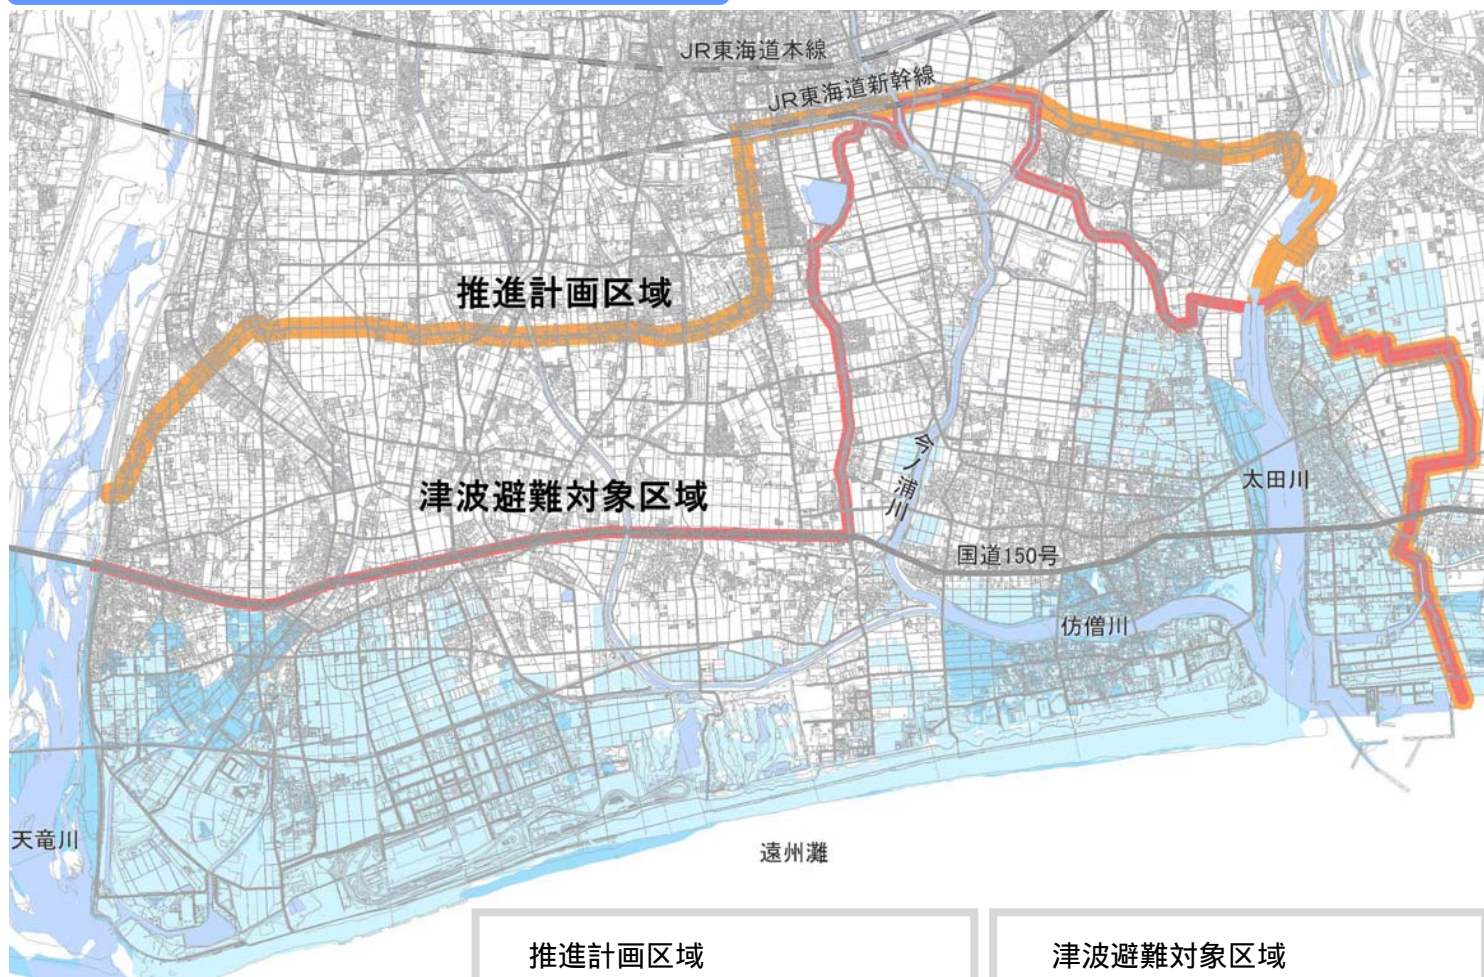 JR東海道本線
JR東海道新幹線
推進計画区域
津波避難対象区域
今ノ浦川
太田川
国道150号
仿僧川
天竜川
遠州灘
推進計画区域
津波避難対象区域